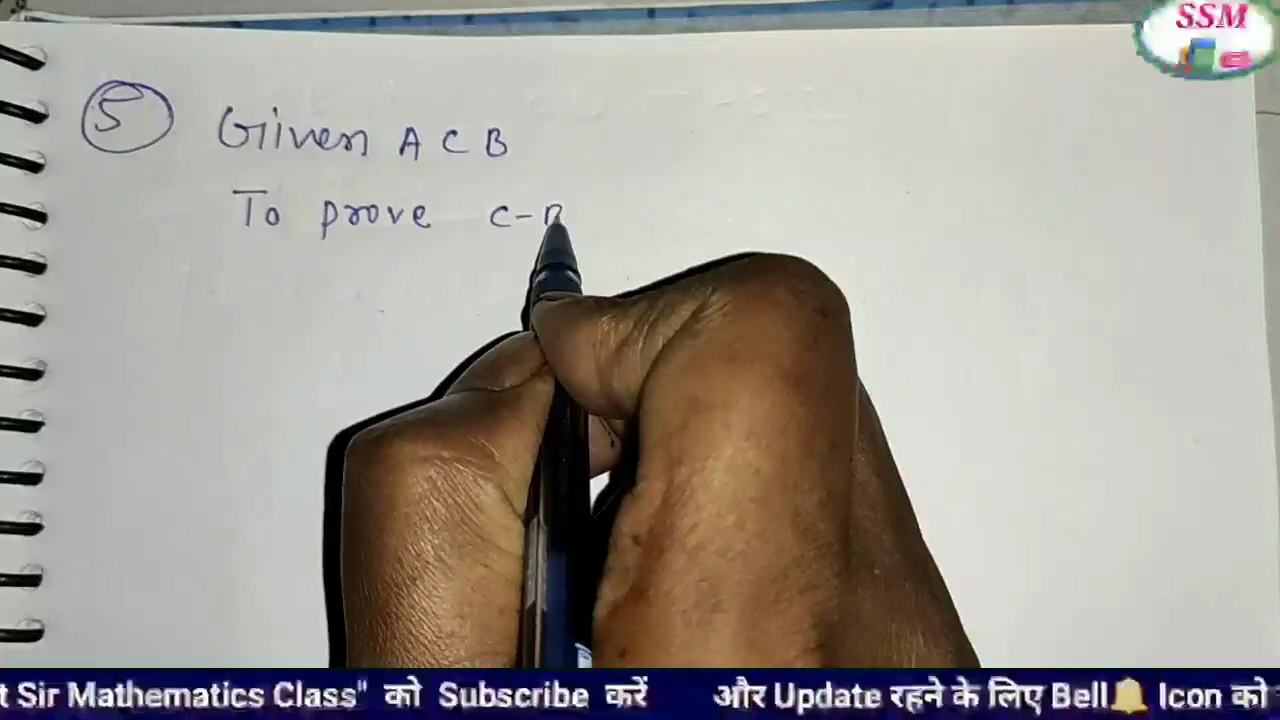 SSM
5 Given A C B
To prove C-B
t Sir Mathematics Class" को Subscribe करें और Update रहने के लिए Bell🔔 Icon को